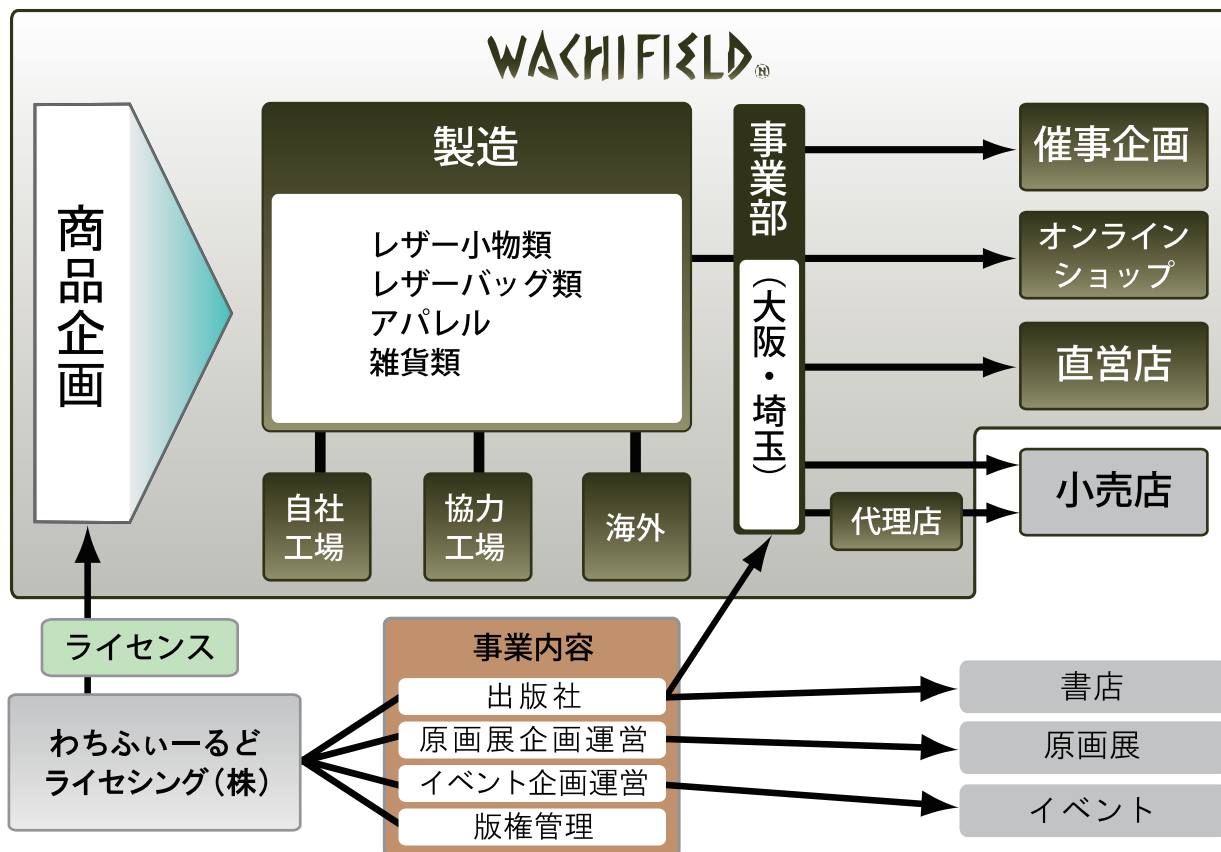 WACHIFIELD®
商品企画
製造
レザー小物類
レザーバッグ類
アパレル
雑貨類
自社
工場
協力
工場
海外
事業部
（大阪・埼玉）
催事企画
オンライン
ショップ
直営店
小売店
代理店
ライセンス
わちふぃーるど
ライセシング（株）
事業内容
出版社
原画展企画運営
イベント企画運営
版権管理
書店
原画展
イベント